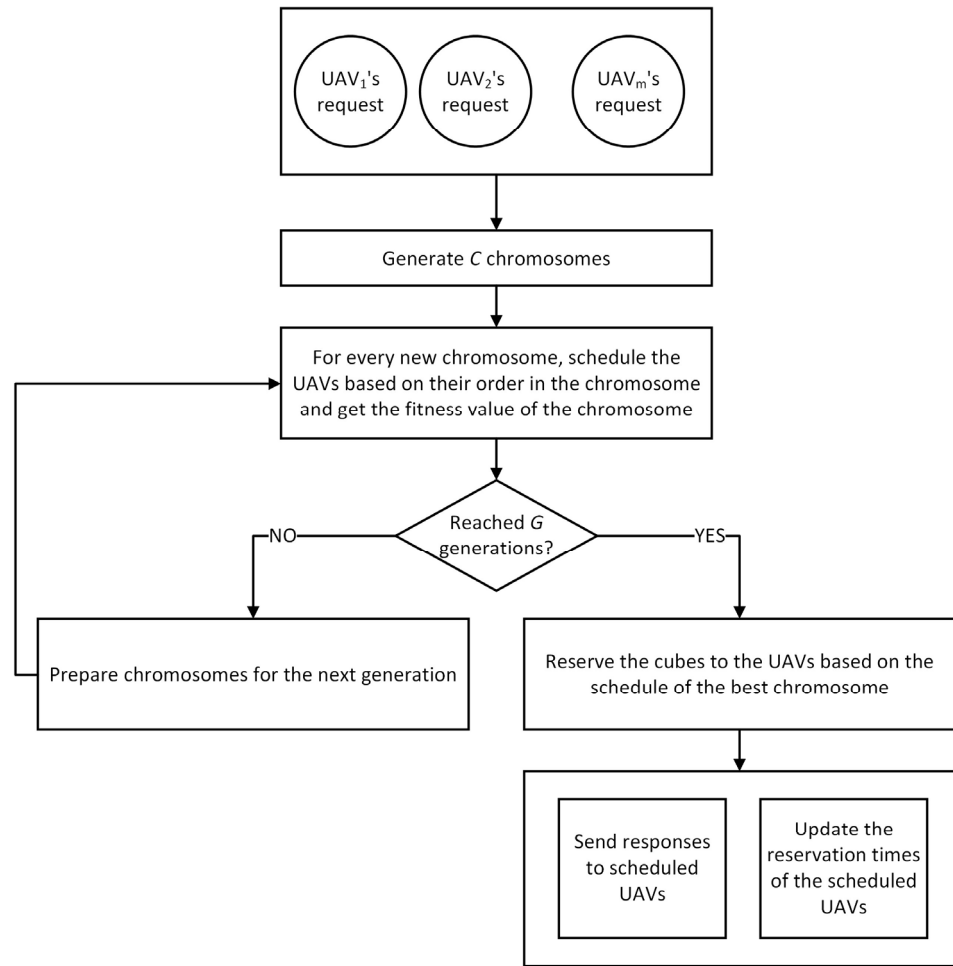 UAV₁'s
request
UAV₂'s
request
UAVₘ's
request
Generate C chromosomes
For every new chromosome, schedule the
UAVs based on their order in the chromosome
and get the fitness value of the chromosome
Reached G
generations?
NO
YES
Prepare chromosomes for the next generation
Reserve the cubes to the UAVs based on the
schedule of the best chromosome
Send responses
to scheduled
UAVs
Update the
reservation times
of the scheduled
UAVs